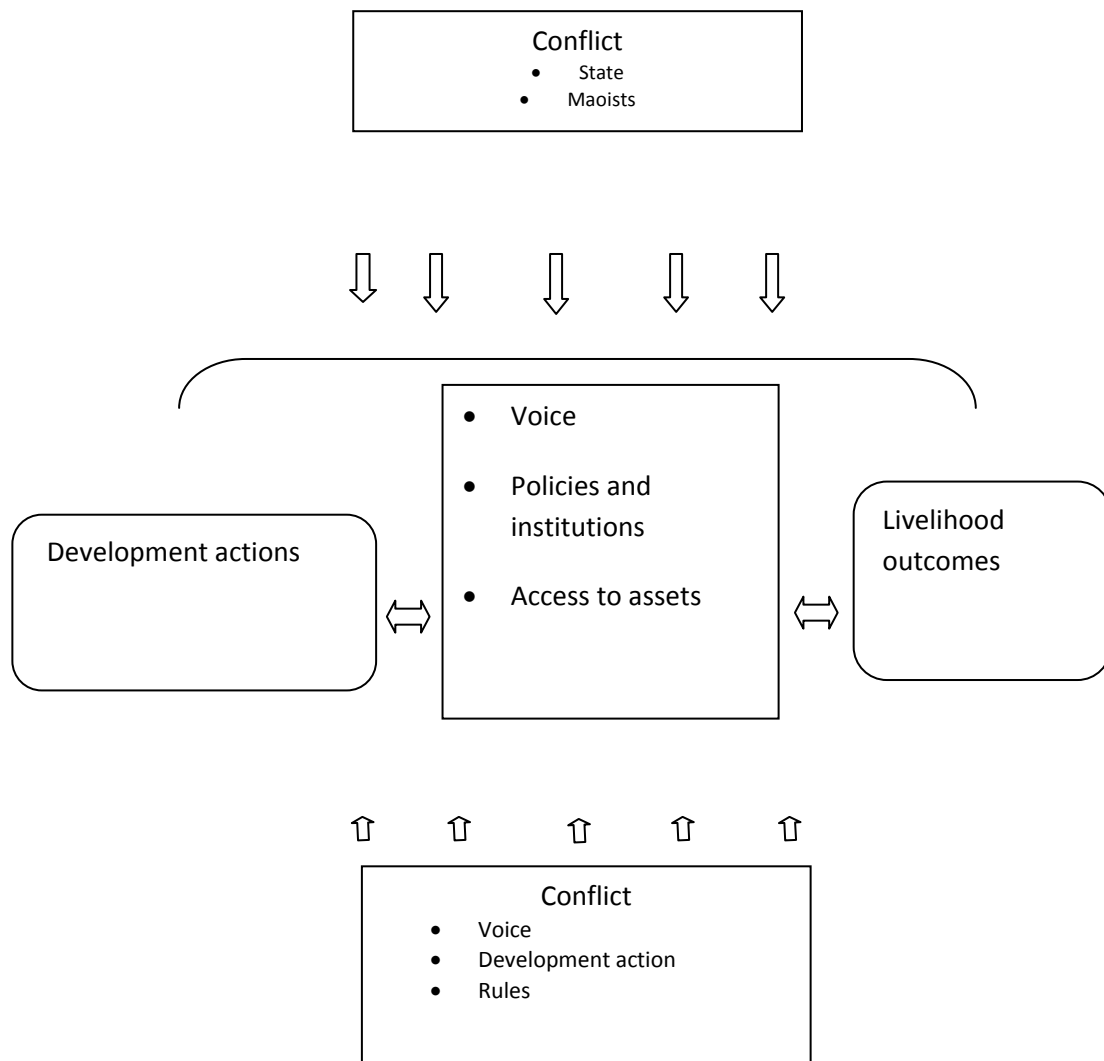 Conflict
• State
• Maoists
• Voice
• Policies and
institutions
• Access to assets
Development actions
Livelihood
outcomes
Conflict
• Voice
• Development action
• Rules